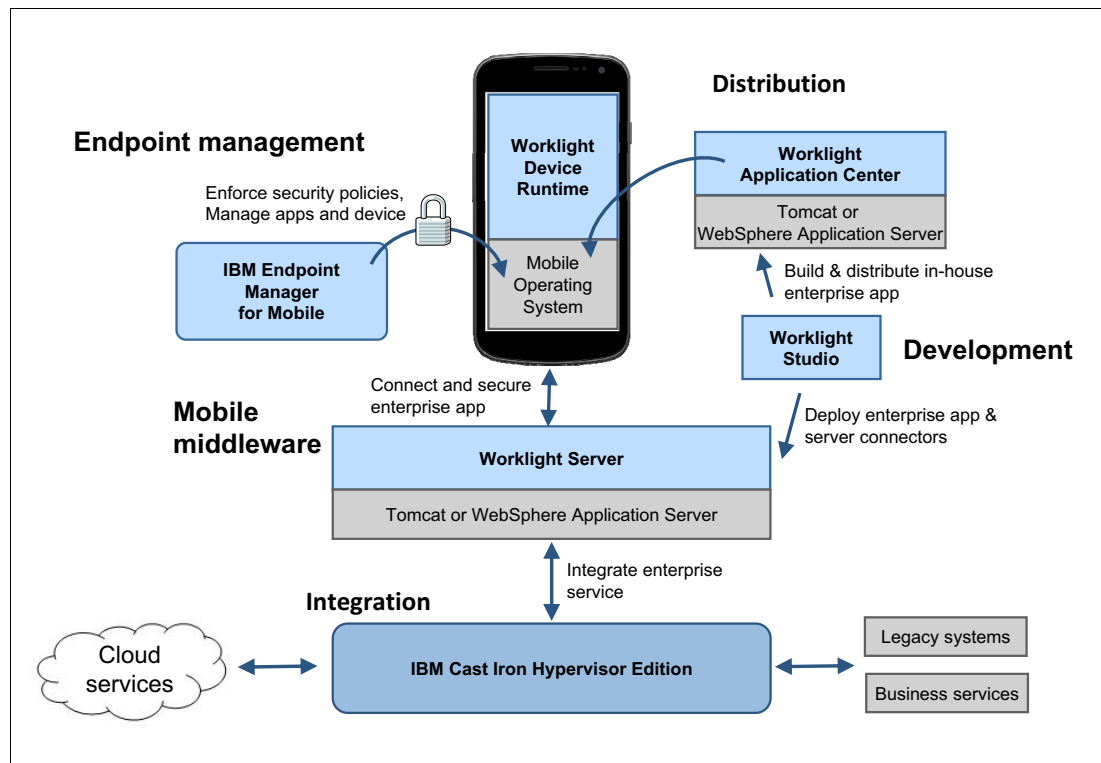 Distribution
Endpoint management
Worklight
Device
Runtime
Worklight
Application Center
Enforce security policies,
Manage apps and device
Tomcat or
WebSphere Application Server
IBM Endpoint
Manager
for Mobile
Mobile
Operating
System
Build & distribute in-house
enterprise app
Worklight
Studio
Development
Connect and secure
enterprise app
Mobile
middleware
Deploy enterprise app &
server connectors
Worklight Server
Tomcat or WebSphere Application Server
Integrate enterprise
service
Integration
Cloud
services
IBM Cast Iron Hypervisor Edition
Legacy systems
Business services